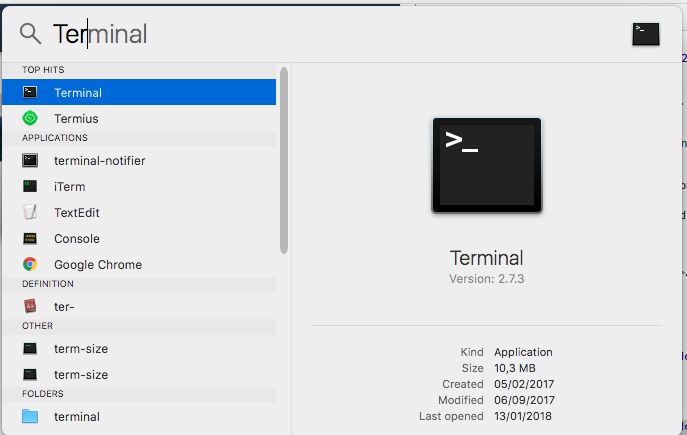 Terminal
TOP HITS
Terminal
Termius
APPLICATIONS
terminal-notifier
iTerm
TextEdit
Console
Google Chrome
DEFINITION
ter-
OTHER
term-size
term-size
FOLDERS
terminal
>_
Terminal
Version: 2.7.3
Kind Application
Size 10,3 MB
Created 05/02/2017
Modified 06/09/2017
Last opened 13/01/2018